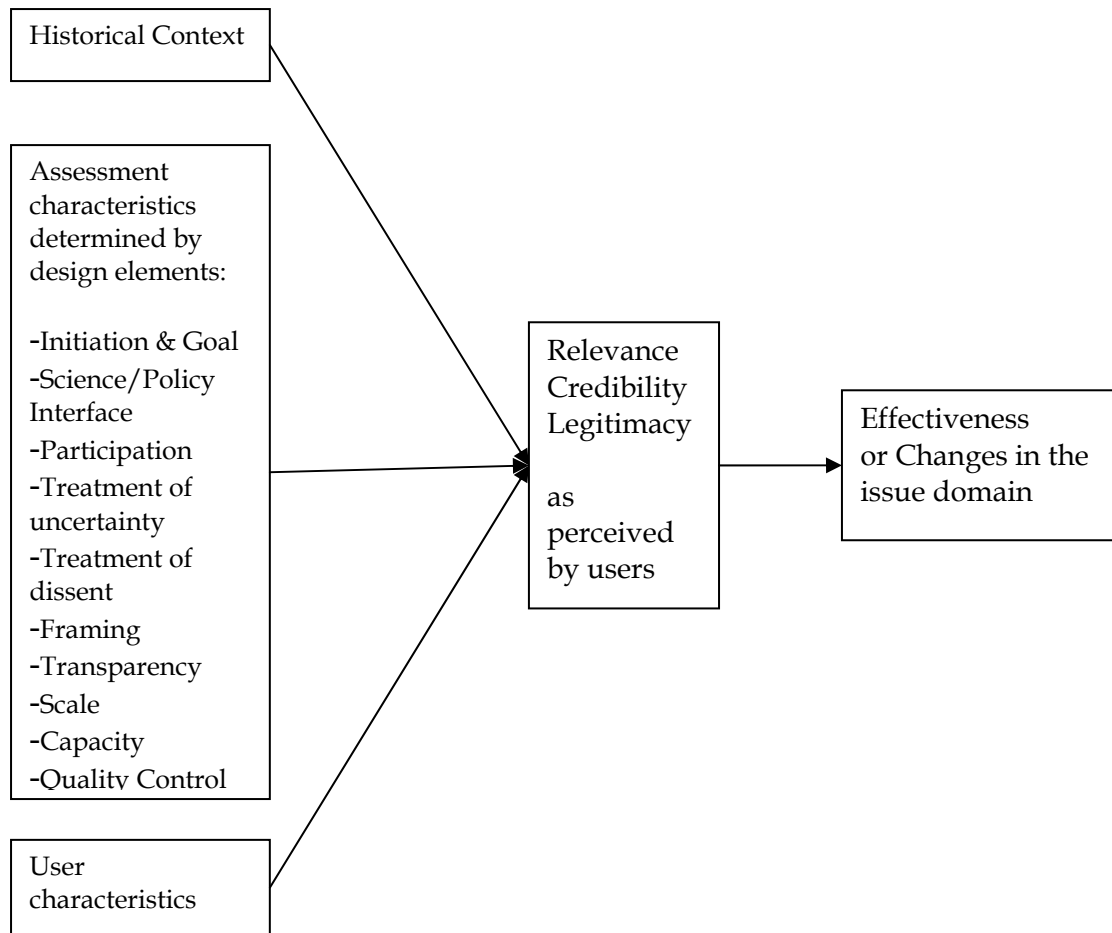 Historical Context
Assessment
characteristics
determined by
design elements:
-Initiation & Goal
-Science/Policy
Interface
-Participation
-Treatment of
uncertainty
-Treatment of
dissent
-Framing
-Transparency
-Scale
-Capacity
-Quality Control
User
characteristics
Relevance
Credibility
Legitimacy
as
perceived
by users
Effectiveness
or Changes in the
issue domain